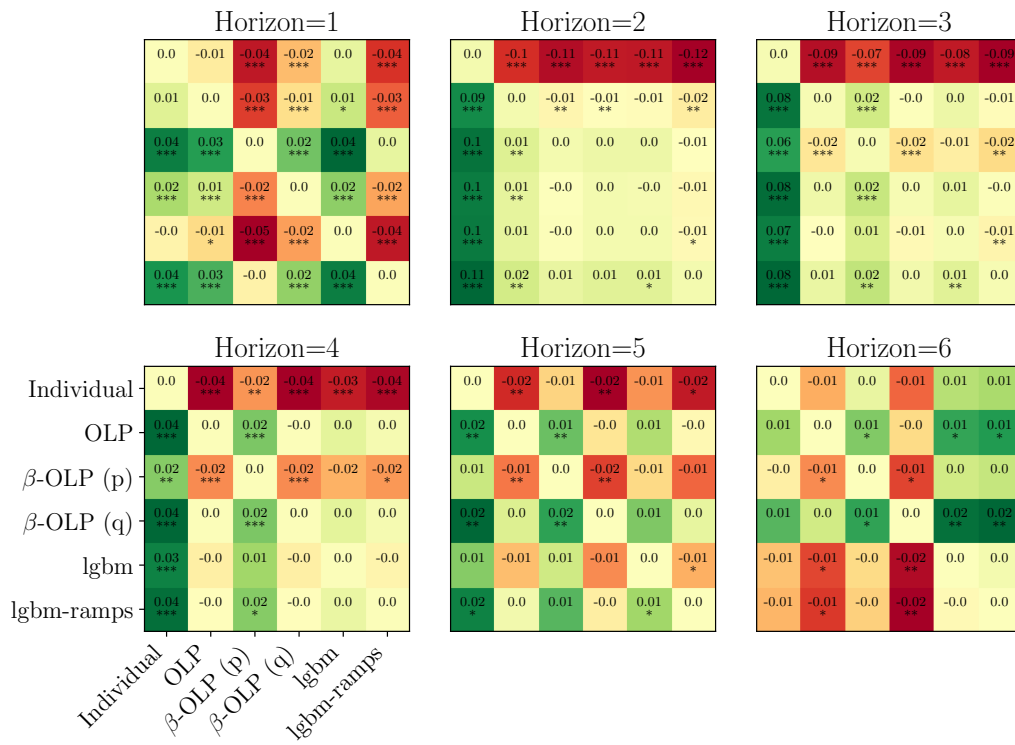 Horizon=1 Horizon=2 Horizon=3
0.0 -0.01 -0.04 -0.02 0.0 -0.04 0.0 -0.1 -0.11 -0.11 -0.11 -0.12 0.0 -0.09 -0.07 -0.09 -0.08 -0.09
*** *** *** *** *** *** *** *** *** *** *** *** ***
0.01 0.0 -0.03 -0.01 0.01 -0.03 0.09 0.0 -0.01 -0.01 -0.01 -0.02 0.08 0.0 0.02 -0.0 0.0 -0.01
*** *** * *** *** ** ** ** *** ***
0.04 0.03 0.0 0.02 0.04 0.0 0.1 0.01 0.0 0.0 0.0 -0.01 0.06 -0.02 0.0 -0.02 -0.01 -0.02
*** *** *** *** *** ** *** *** *** **
0.02 0.01 -0.02 0.0 0.02 -0.02 0.1 0.01 -0.0 0.0 0.0 -0.01 0.08 0.0 0.02 0.0 0.01 -0.0
*** *** *** *** *** *** ** *** ***
-0.0 -0.01 -0.05 -0.02 0.0 -0.04 0.1 0.01 -0.0 -0.0 0.0 -0.01 0.07 -0.0 0.01 -0.01 0.0 -0.01
* *** *** *** *** * *** **
0.04 0.03 -0.0 0.02 0.04 0.0 0.11 0.02 0.01 0.01 0.01 0.0 0.08 0.01 0.02 0.0 0.01 0.0
*** *** *** *** *** ** * *** ** **
Horizon=4 Horizon=5 Horizon=6
Individual 0.0 -0.04 -0.02 -0.04 -0.03 -0.04 0.0 -0.02 -0.01 -0.02 -0.01 -0.02 0.0 -0.01 0.0 -0.01 0.01 0.01
*** ** *** *** *** ** ** *
OLP 0.04 0.0 0.02 -0.0 0.0 0.0 0.02 0.0 0.01 -0.0 0.01 -0.0 0.01 0.0 0.01 -0.0 0.01 0.01
*** *** ** ** * * *
β-OLP (p) 0.02 -0.02 0.0 -0.02 -0.02 -0.02 0.01 -0.01 0.0 -0.02 -0.01 -0.01 -0.0 -0.01 0.0 -0.01 0.0 0.0
** *** *** * ** ** * *
β-OLP (q) 0.04 0.0 0.02 0.0 0.0 0.0 0.02 0.0 0.02 0.0 0.01 0.0 0.01 0.0 0.01 0.0 0.02 0.02
*** *** ** ** * ** **
lgbm 0.03 -0.0 0.01 -0.0 0.0 -0.0 0.01 -0.01 0.01 -0.01 0.0 -0.01 -0.01 -0.01 -0.0 -0.02 0.0 0.0
*** * * **
lgbm-ramps 0.04 -0.0 0.02 -0.0 0.0 0.0 0.02 0.0 0.01 -0.0 0.01 0.0 -0.01 -0.01 -0.0 -0.02 -0.0 0.0
*** * * * * **
Individual
OLP
β-OLP (p)
β-OLP (q)
lgbm
lgbm-ramps